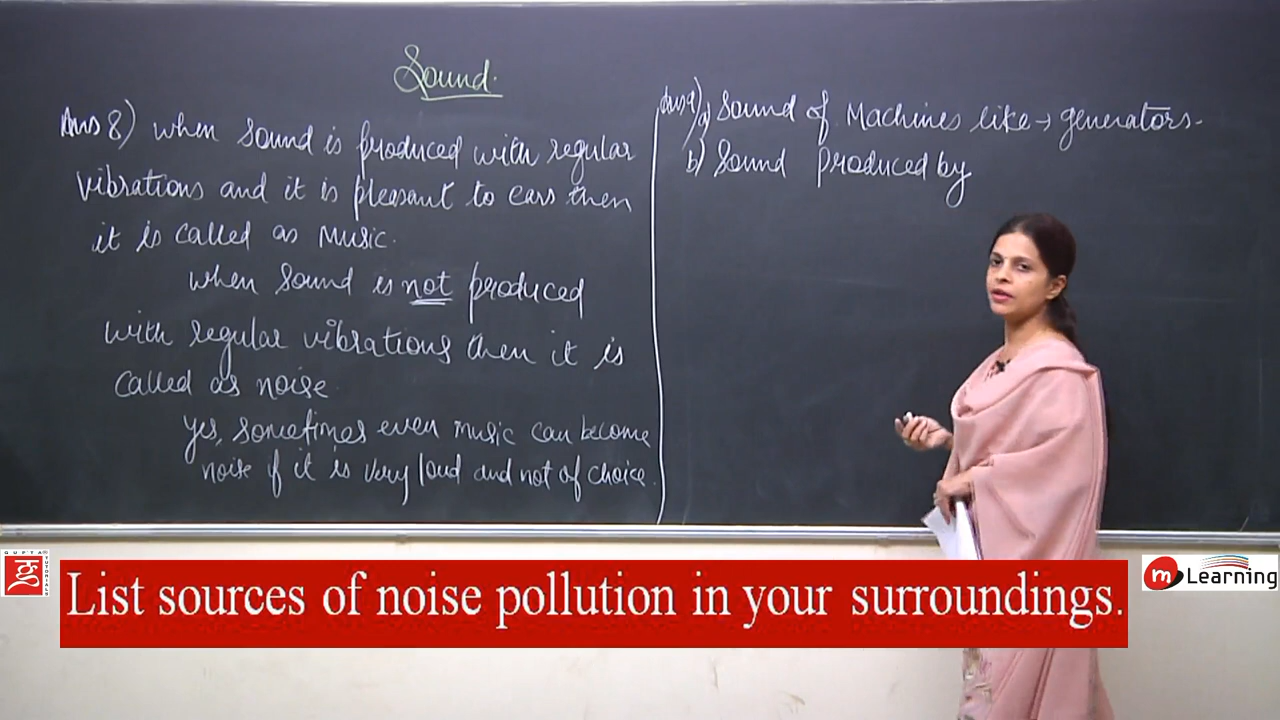 Sound.
Ans 8) when sound is produced with regular
vibrations and it is pleasant to ears then
it is called as music.
when sound is not produced
with regular vibrations then it is
called as noise.
yes, sometimes even music can become
noise if it is very loud and not of choice.
Ans 9) a) Sound of Machines like → generators.
b) Sound produced by
GUPTA
TUTORIALS
List sources of noise pollution in your surroundings.
m Learning